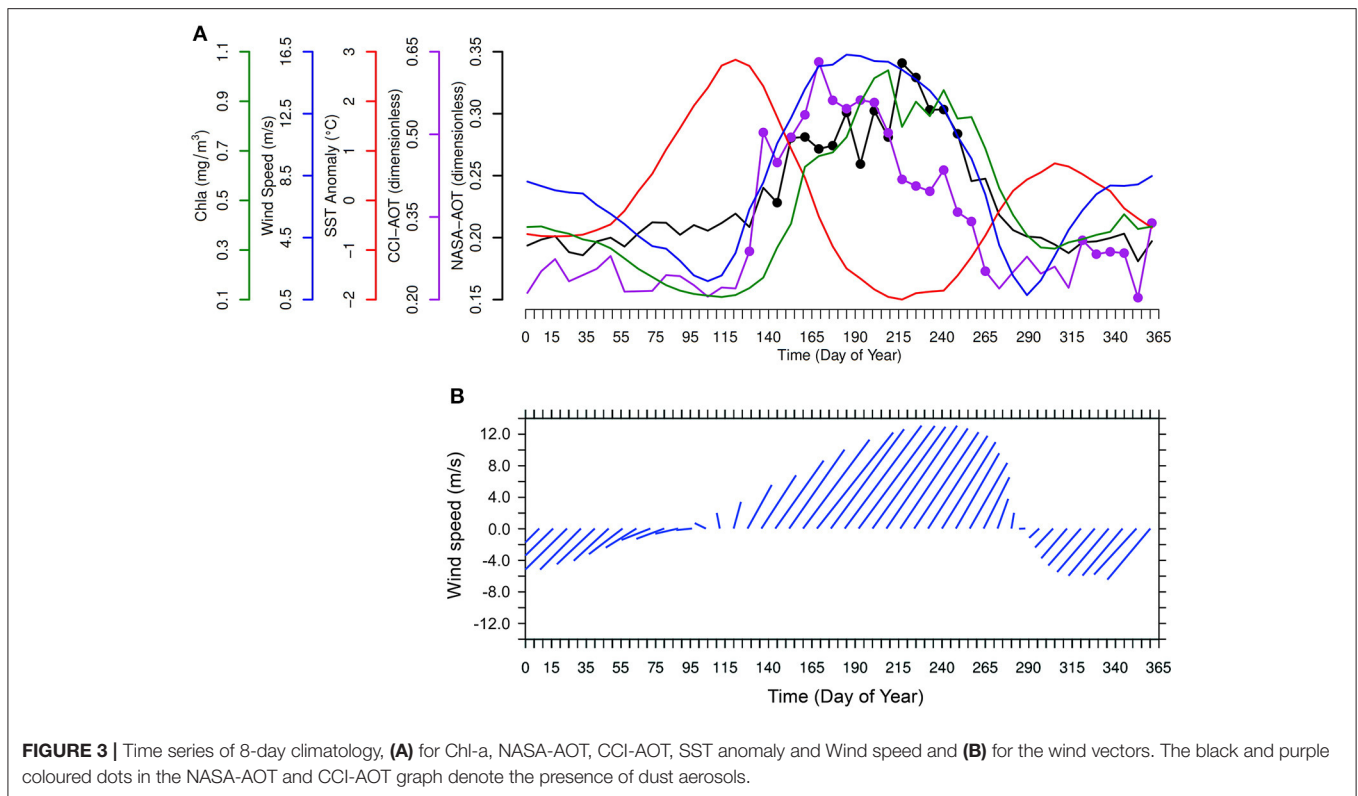 A
Chla (mg/m³)
0.1 0.3 0.5 0.7 0.9 1.1
Wind Speed (m/s)
0.5 4.5 8.5 12.5 16.5
SST Anomaly (°C)
−2 −1 0 1 2 3
CCI−AOT (dimensionless)
0.20 0.35 0.50 0.65
NASA−AOT (dimensionless)
0.15 0.20 0.25 0.30 0.35
0 15 35 55 75 95 140 165 190 215 240 265 290 315 365
Time (Day of Year)
B
Wind speed (m/s)
12.0
8.0
4.0
0.0
-4.0
-8.0
-12.0
0 15 35 55 75 95 140 165 190 215 240 265 290 315 365
Time (Day of Year)
FIGURE 3 | Time series of 8-day climatology, (A) for Chl-a, NASA-AOT, CCI-AOT, SST anomaly and Wind speed and (B) for the wind vectors. The black and purple
coloured dots in the NASA-AOT and CCI-AOT graph denote the presence of dust aerosols.